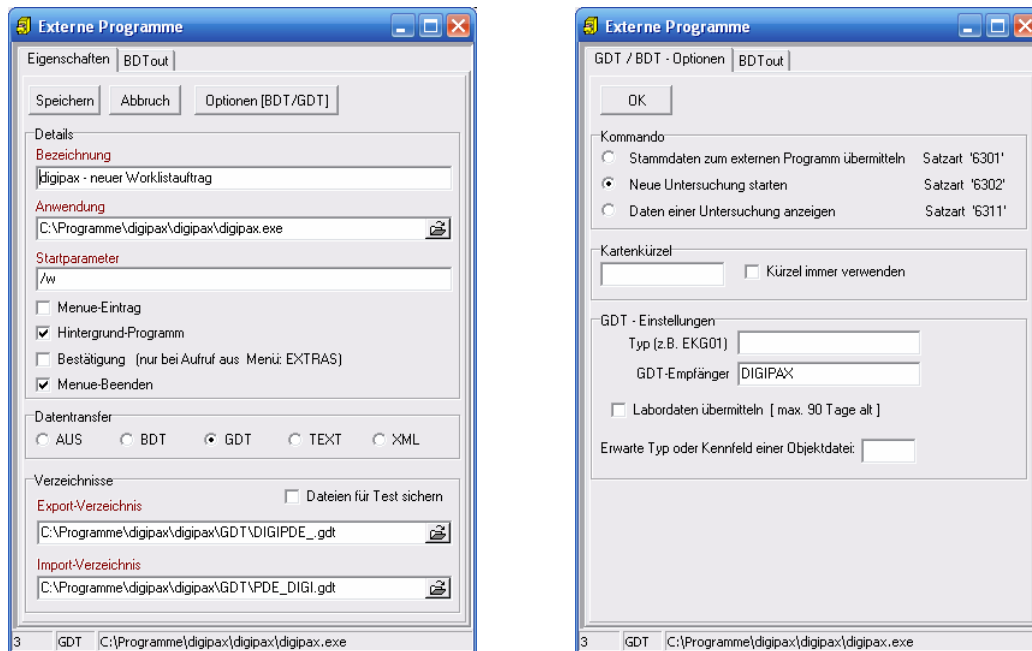 Externe Programme
Eigenschaften BDTout
Speichern Abbruch Optionen [BDT/GDT]
Details
Bezeichnung
digipax - neuer Worklistauftrag
Anwendung
C:\Programme\digipax\digipax\digipax.exe
Startparameter
/w
Menue-Eintrag
Hintergrund-Programm
Bestätigung (nur bei Aufruf aus Menü: EXTRAS)
Menue-Beenden
Datentransfer
AUS BDT GDT TEXT XML
Verzeichnisse
Dateien für Test sichern
Export-Verzeichnis
C:\Programme\digipax\digipax\GDT\DIGIPDE_.gdt
Import-Verzeichnis
C:\Programme\digipax\digipax\GDT\PDE_DIGI.gdt
3 GDT C:\Programme\digipax\digipax\digipax.exe
Externe Programme
GDT / BDT - Optionen BDTout
OK
Kommando
Stammdaten zum externen Programm übermitteln Satzart '6301'
Neue Untersuchung starten Satzart '6302'
Daten einer Untersuchung anzeigen Satzart '6311'
Kartenkürzel
Kürzel immer verwenden
GDT - Einstellungen
Typ (z.B. EKG01)
GDT-Empfänger DIGIPAX
Labordaten übermitteln [ max. 90 Tage alt ]
Erwarte Typ oder Kennfeld einer Objektdatei:
3 GDT C:\Programme\digipax\digipax\digipax.exe